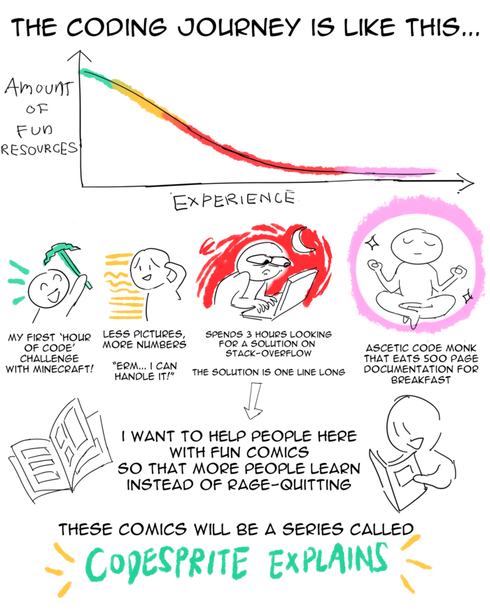 THE CODING JOURNEY IS LIKE THIS...
AMOUNT
OF
FUN
RESOURCES
EXPERIENCE
MY FIRST 'HOUR
OF CODE'
CHALLENGE
WITH MINECRAFT!
LESS PICTURES,
MORE NUMBERS
"ERM... I CAN
HANDLE IT!"
SPENDS 3 HOURS LOOKING
FOR A SOLUTION ON
STACK-OVERFLOW
THE SOLUTION IS ONE LINE LONG
ASCETIC CODE MONK
THAT EATS 500 PAGE
DOCUMENTATION FOR
BREAKFAST
I WANT TO HELP PEOPLE HERE
WITH FUN COMICS
SO THAT MORE PEOPLE LEARN
INSTEAD OF RAGE-QUITTING
THESE COMICS WILL BE A SERIES CALLED
CODESPRITE EXPLAINS